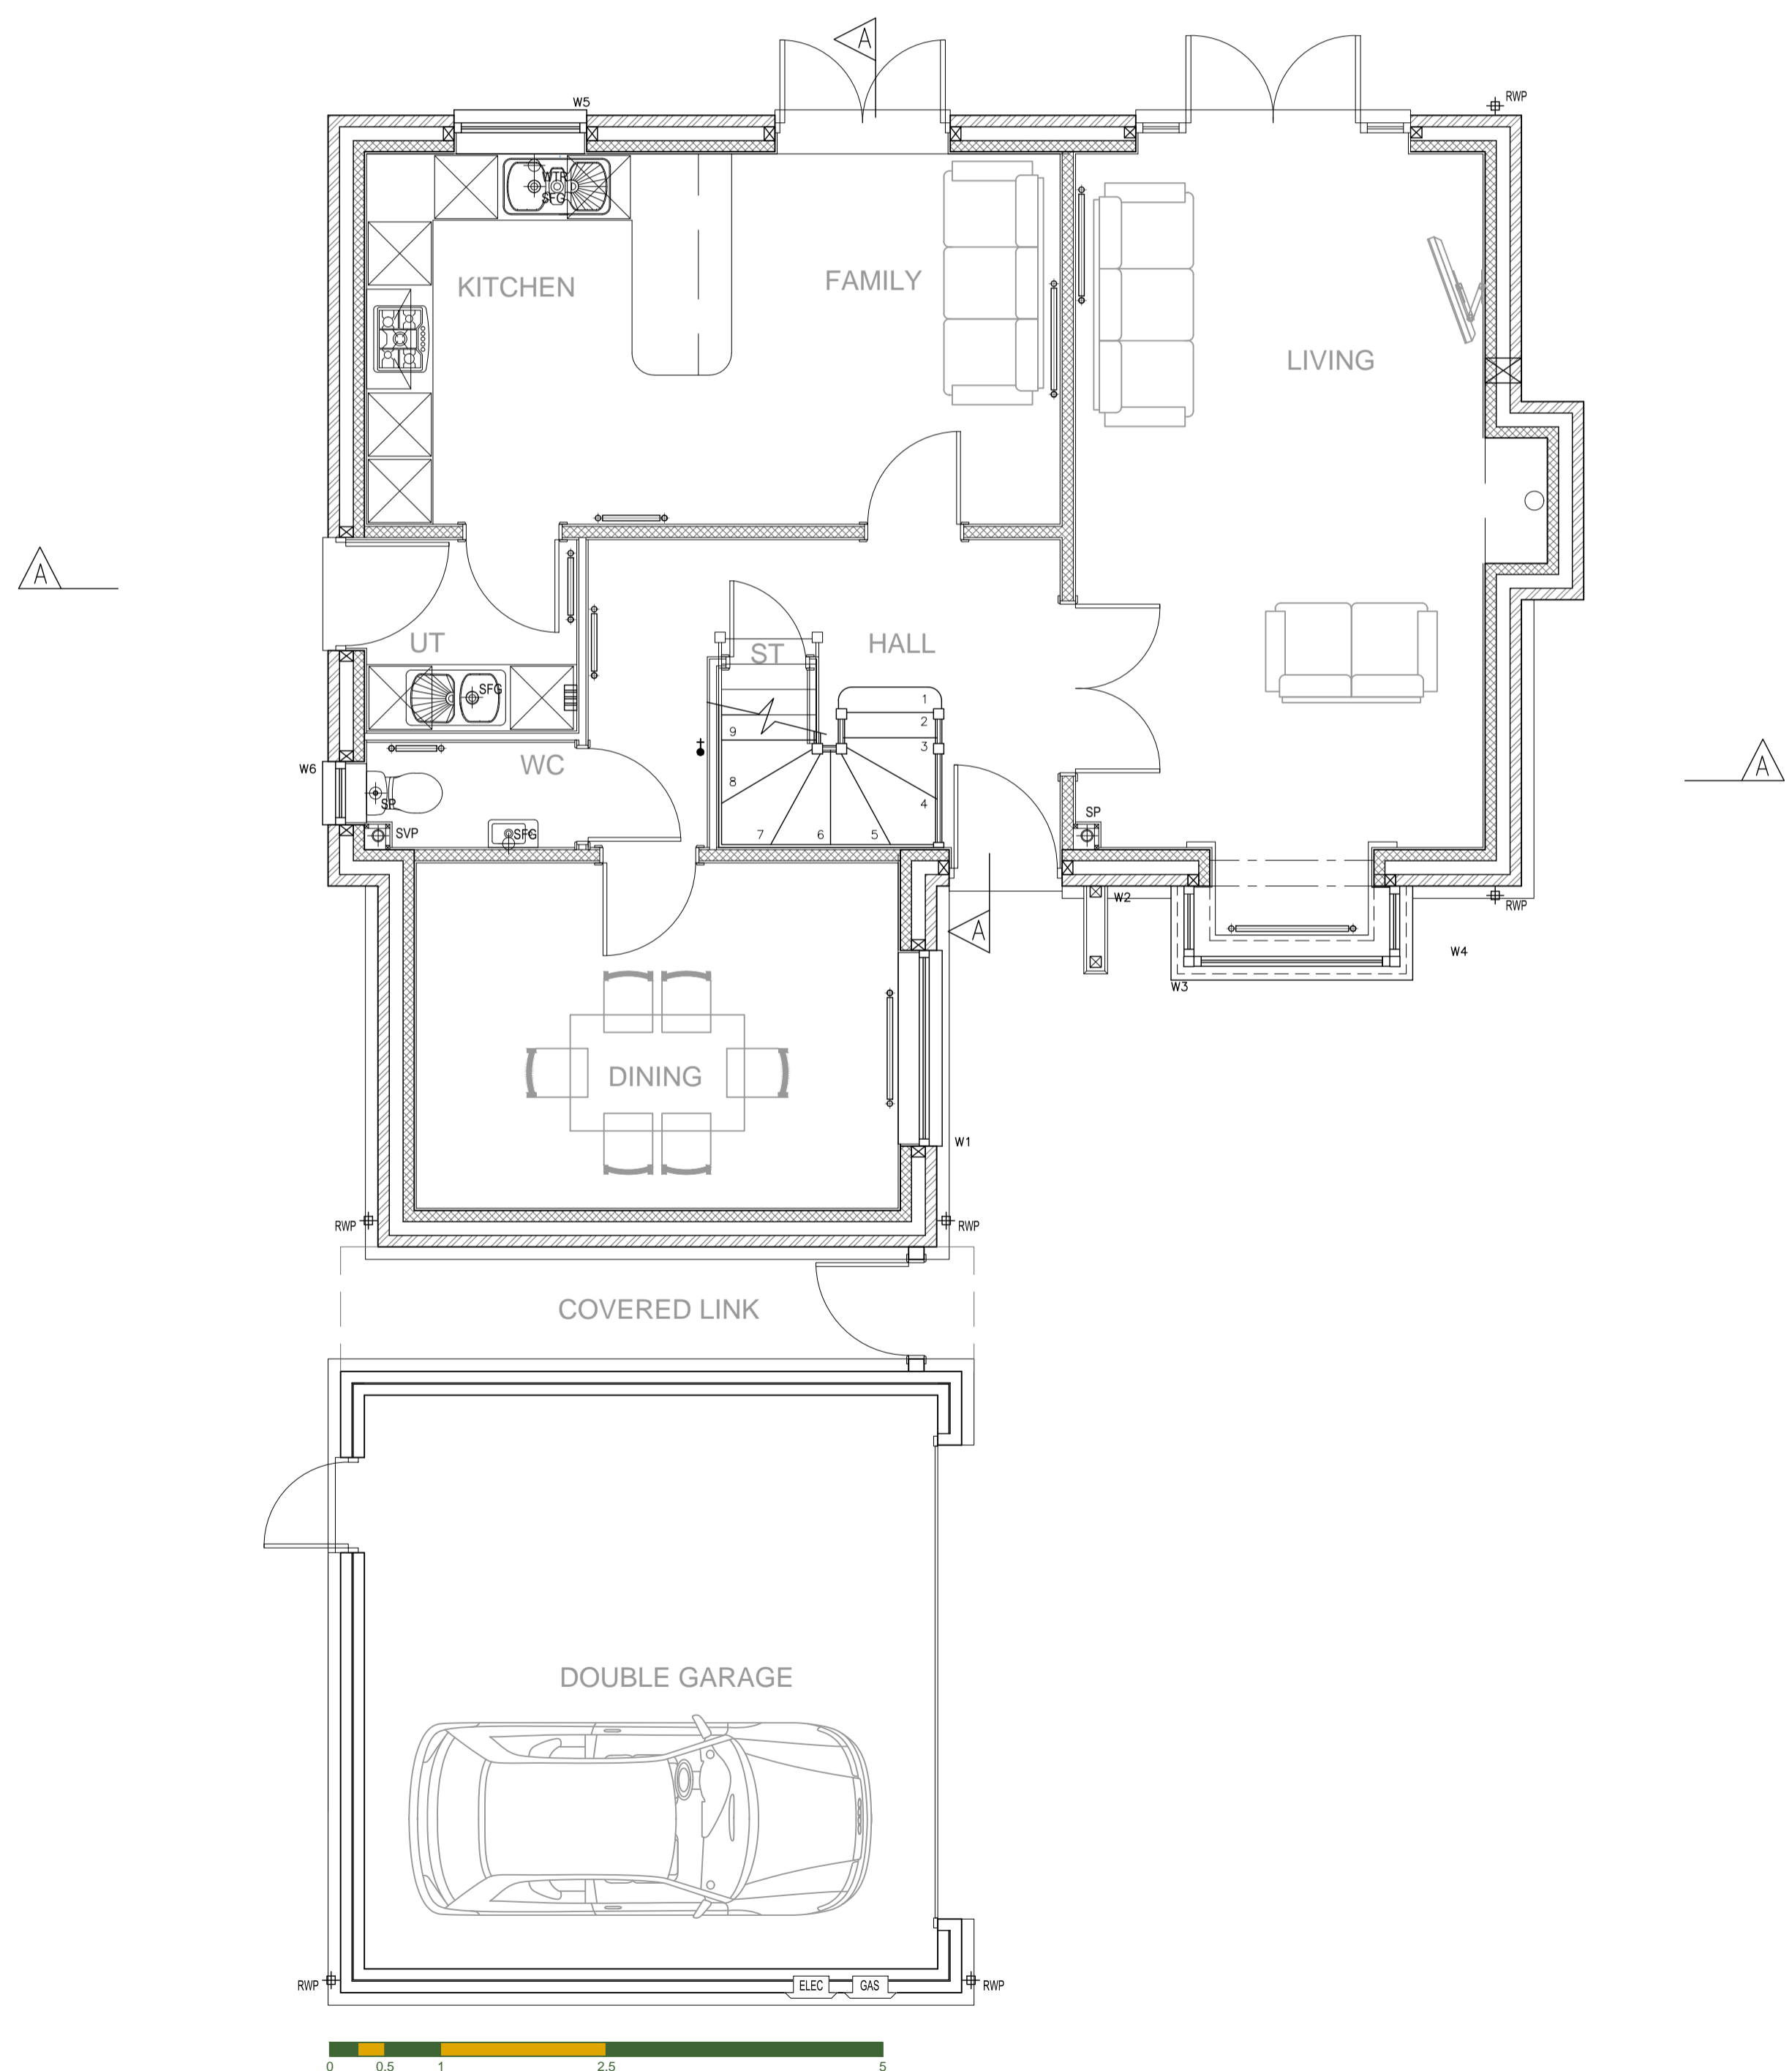 A
W5
RWP
WTR
SFG
KITCHEN
FAMILY
LIVING
A
UT
ST
HALL
SFG
1
2
3
4
5
6
7
8
9
WC
W6
A
SP
SVP
SFG
SP
W2
RWP
A
W4
W3
DINING
W1
RWP
RWP
COVERED LINK
DOUBLE GARAGE
RWP
ELEC
GAS
RWP
0 0.5 1 2.5 5